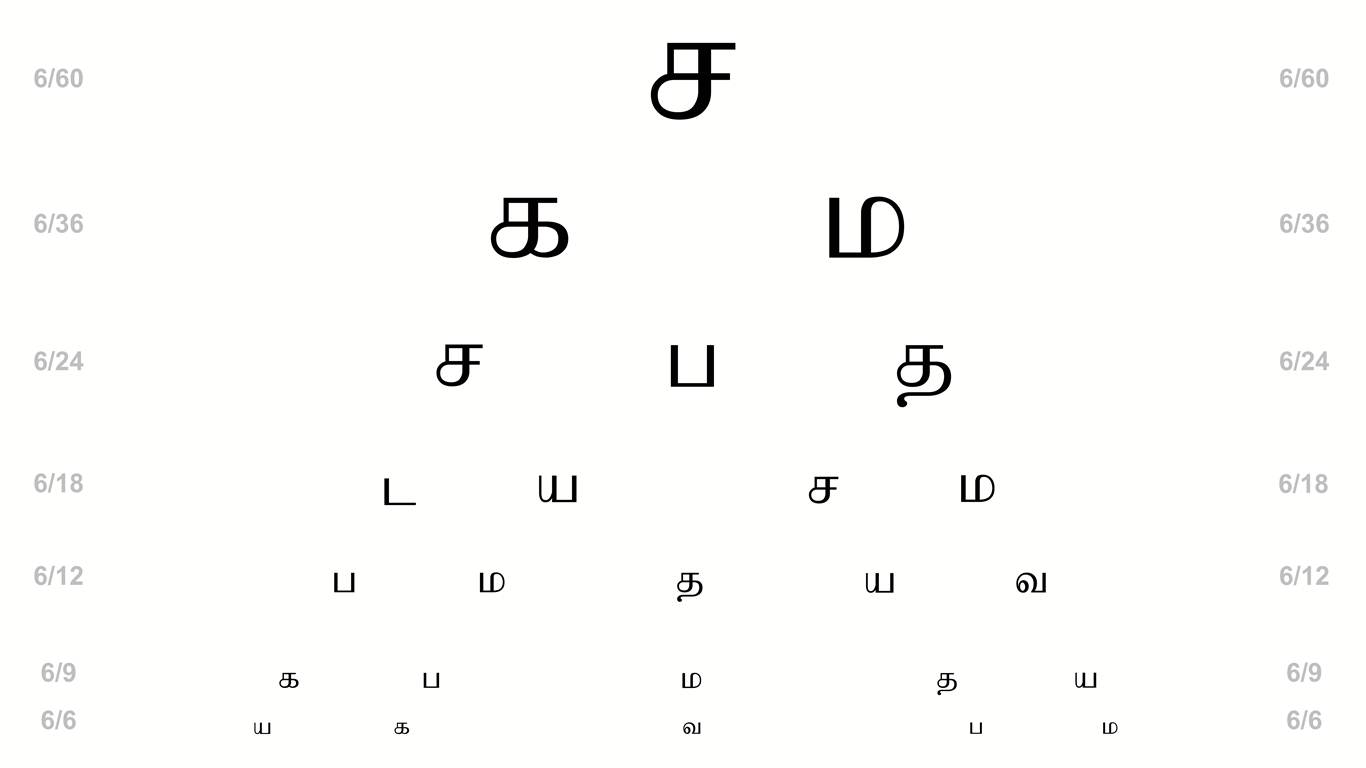 6/60 ச 6/60
6/36 க ம 6/36
6/24 ச ப த 6/24
6/18 ட ய ச ம 6/18
6/12 ப ம த ய வ 6/12
6/9 க ப ம த ய 6/9
6/6 ய க வ ப ம 6/6